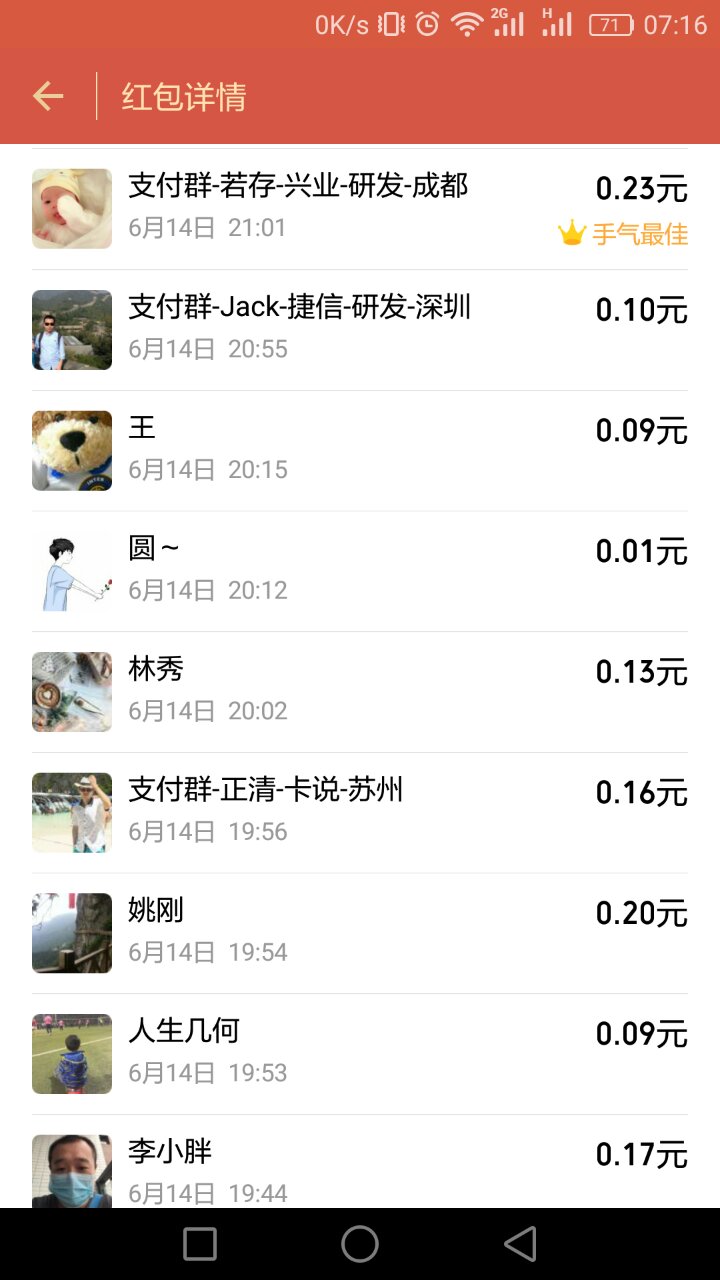 0K/s 2G H 71 07:16
红包详情
支付群-若存-兴业-研发-成都 0.23元
6月14日 21:01 手气最佳
支付群-Jack-捷信-研发-深圳 0.10元
6月14日 20:55
王 0.09元
6月14日 20:15
圆~ 0.01元
6月14日 20:12
林秀 0.13元
6月14日 20:02
支付群-正清-卡说-苏州 0.16元
6月14日 19:56
姚刚 0.20元
6月14日 19:54
人生几何 0.09元
6月14日 19:53
李小胖 0.17元
6月14日 19:44